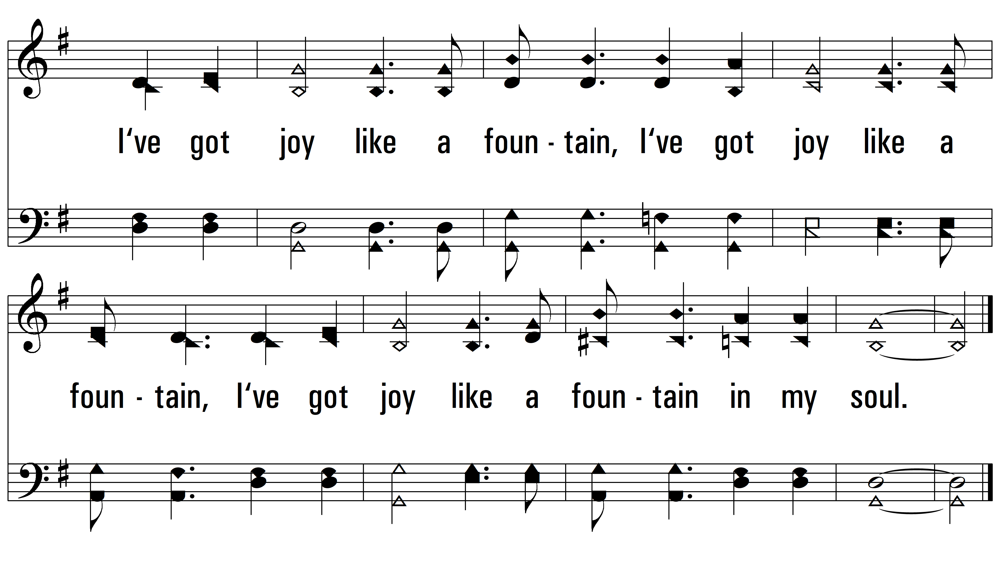 I‘ve got joy like a foun - tain, I‘ve got joy like a
foun - tain, I‘ve got joy like a foun - tain in my soul.